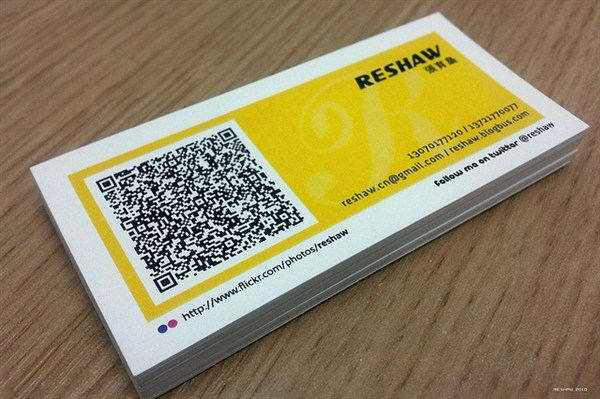 RESHAW
13070177120 / 13721770077
reshaw.cn@gmail.com / reshaw.blogbus.com
Follow me on twitter @reshaw
http://www.flickr.com/photos/reshaw